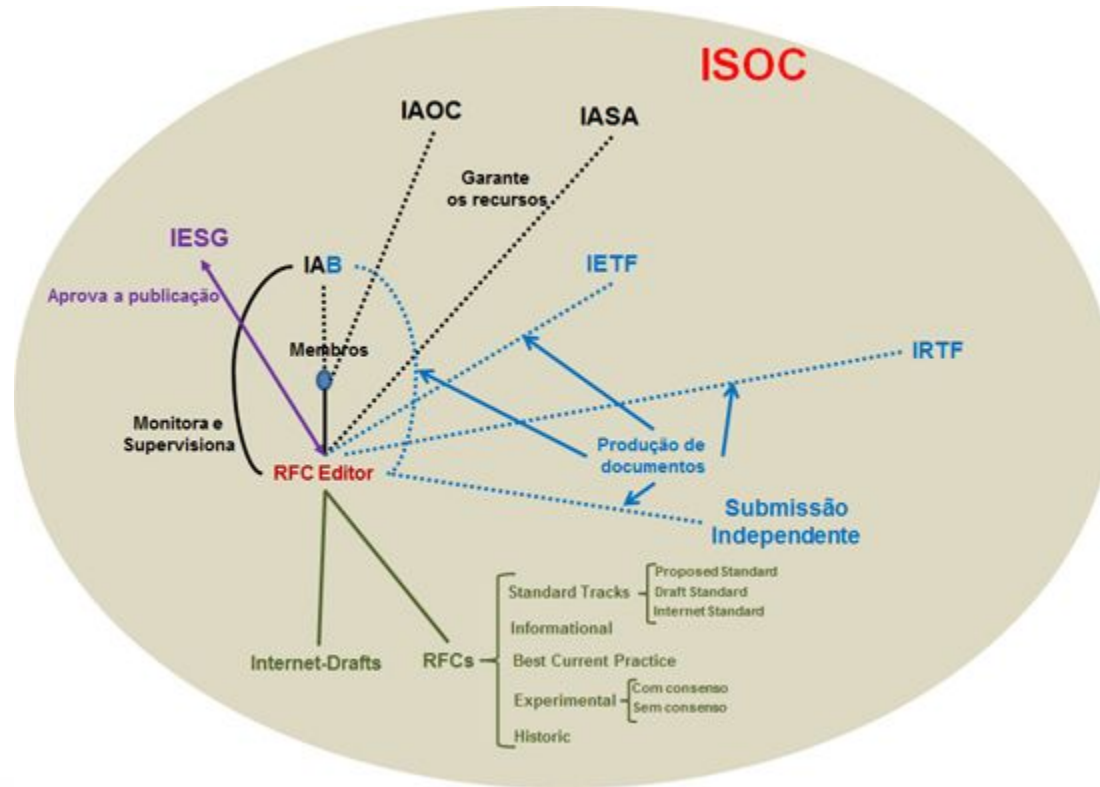 ISOC
IAOC
IASA
Garante
os recursos
IESG
IAB
IETF
Aprova a publicação
Membros
IRTF
Monitora e
Supervisiona
Produção de
documentos
RFC Editor
Submissão
Independente
Standard Tracks
Proposed Standard
Draft Standard
Internet Standard
Informational
Internet-Drafts
RFCs
Best Current Practice
Experimental
Com consenso
Sem consenso
Historic